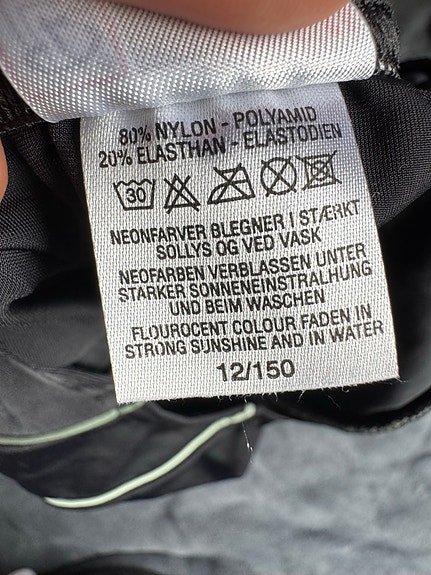 80% NYLON - POLYAMID
20% ELASTHAN - ELASTODIEN
30
NEONFARVER BLEGNER I STÆRKT
SOLLYS OG VED VASK
NEOFARBEN VERBLASSEN UNTER
STARKER SONNENEINSTRALHUNG
UND BEIM WASCHEN
FLOUROCENT COLOUR FADEN IN
STRONG SUNSHINE AND IN WATER
12/150